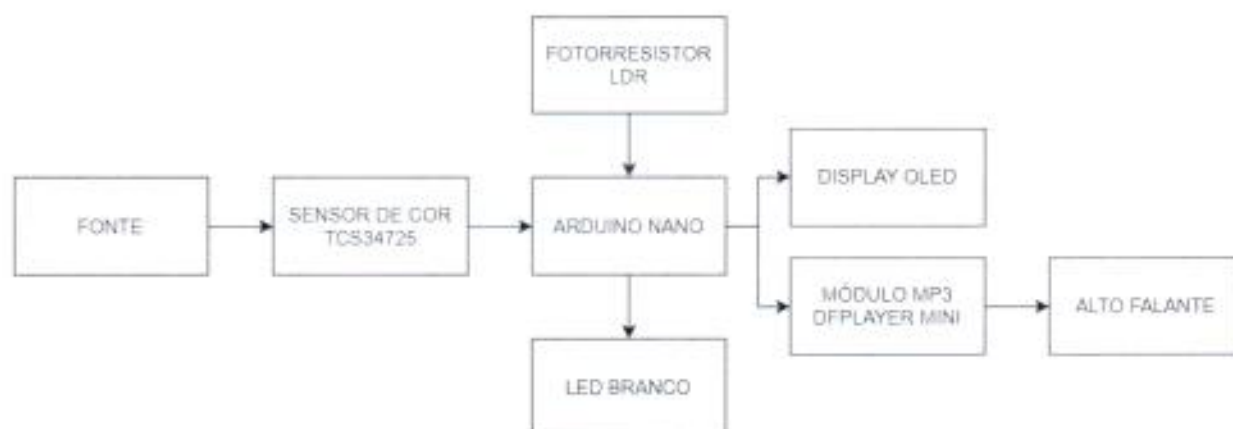 FOTORRESISTOR
LDR
FONTE
SENSOR DE COR
TCS34725
ARDUINO NANO
DISPLAY OLED
MÓDULO MP3
DFPLAYER MINI
ALTO FALANTE
LED BRANCO